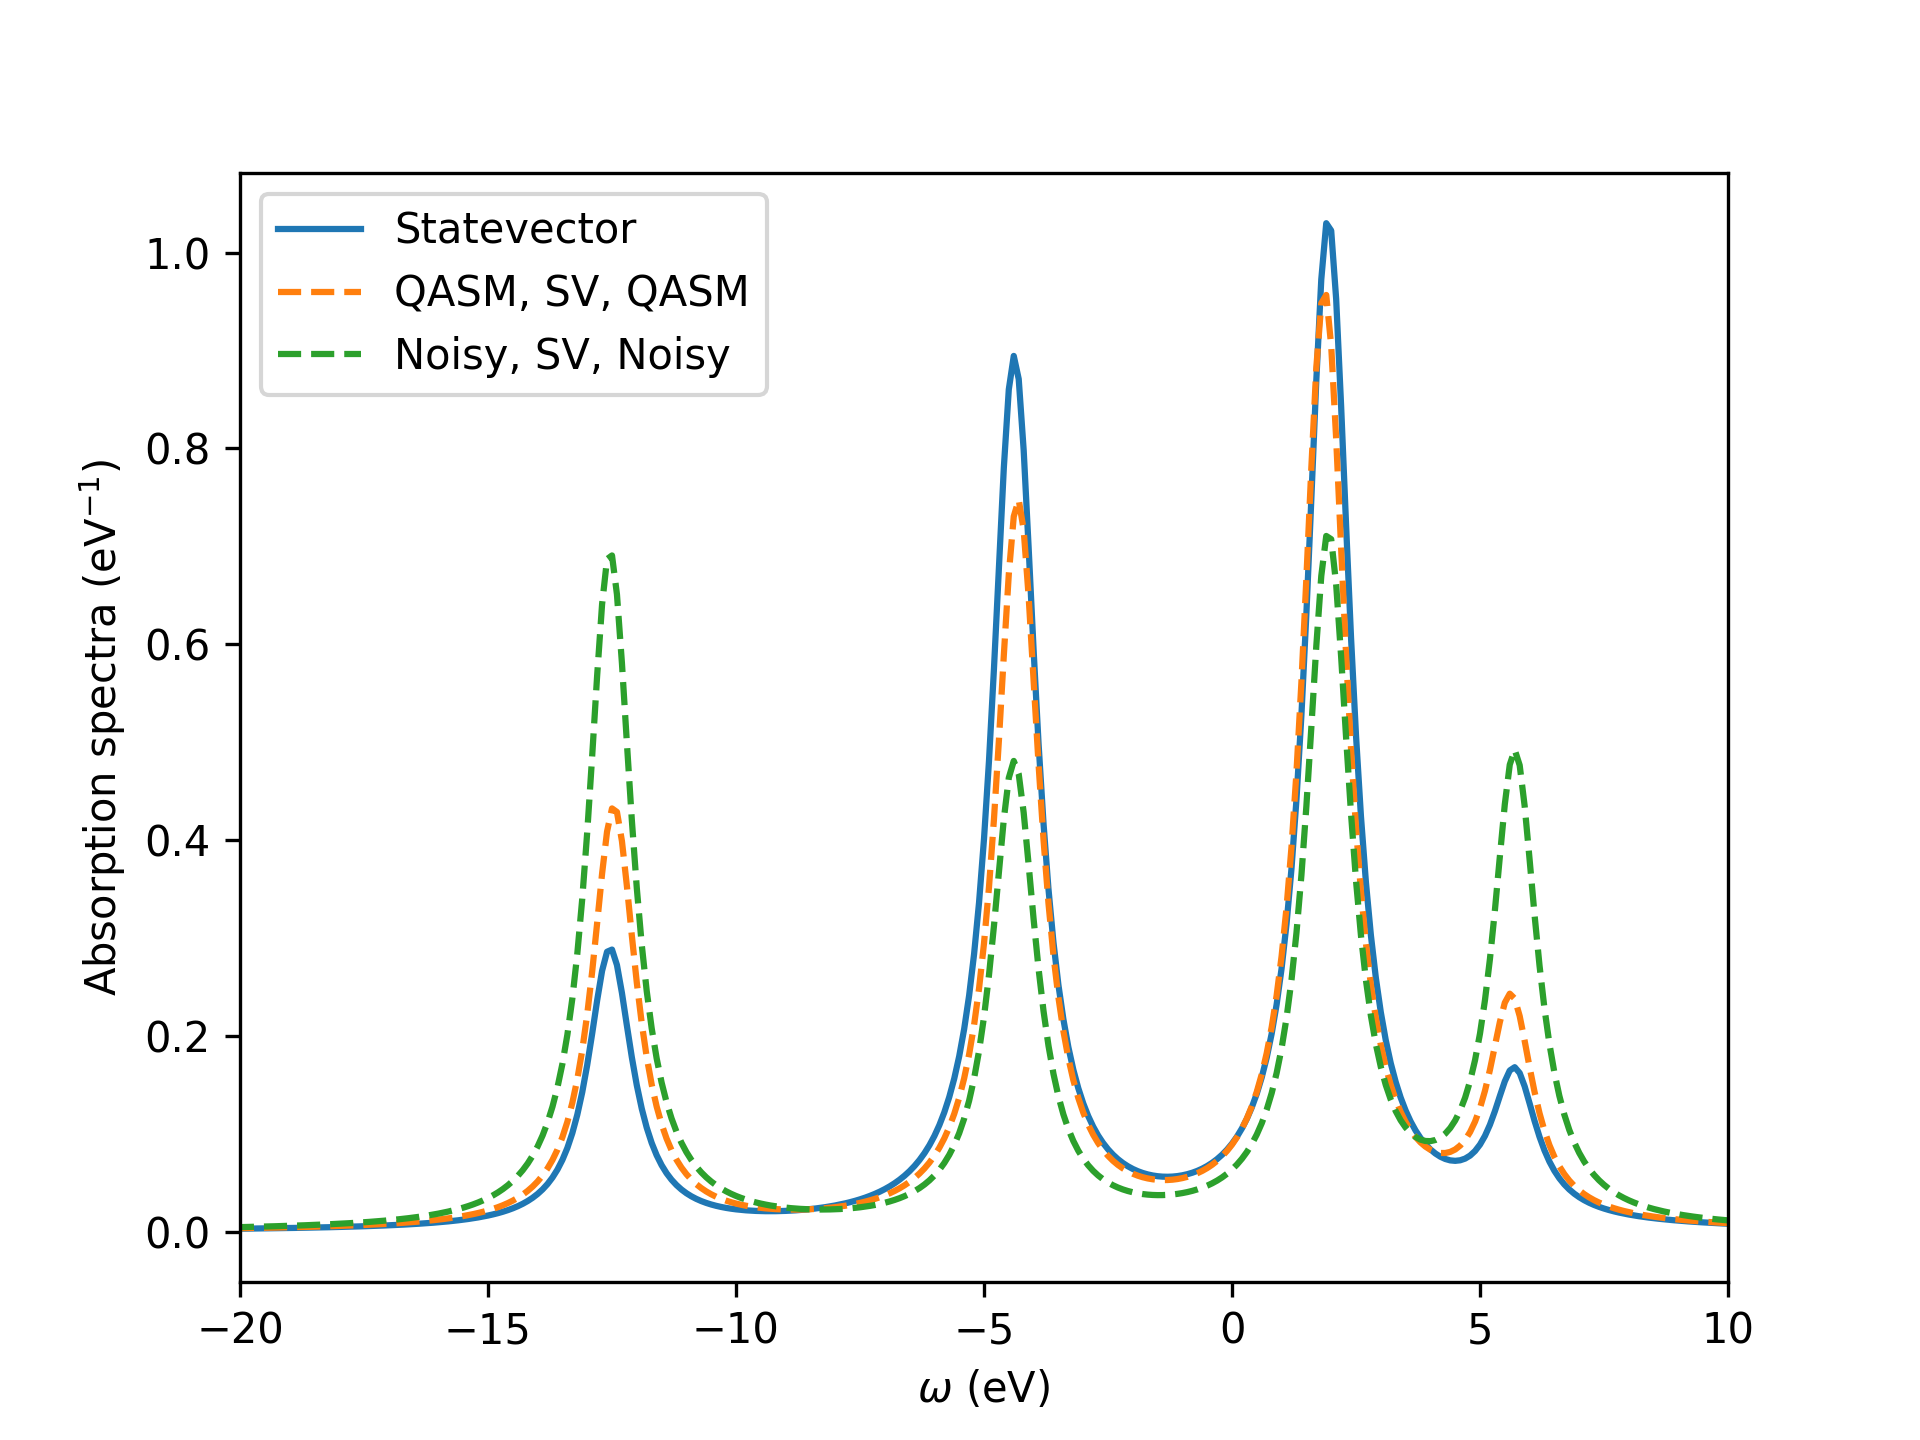 Statevector
QASM, SV, QASM
Noisy, SV, Noisy
1.0
0.8
0.6
0.4
0.2
0.0
Absorption spectra (eV⁻¹)
−20 −15 −10 −5 0 5 10
ω (eV)